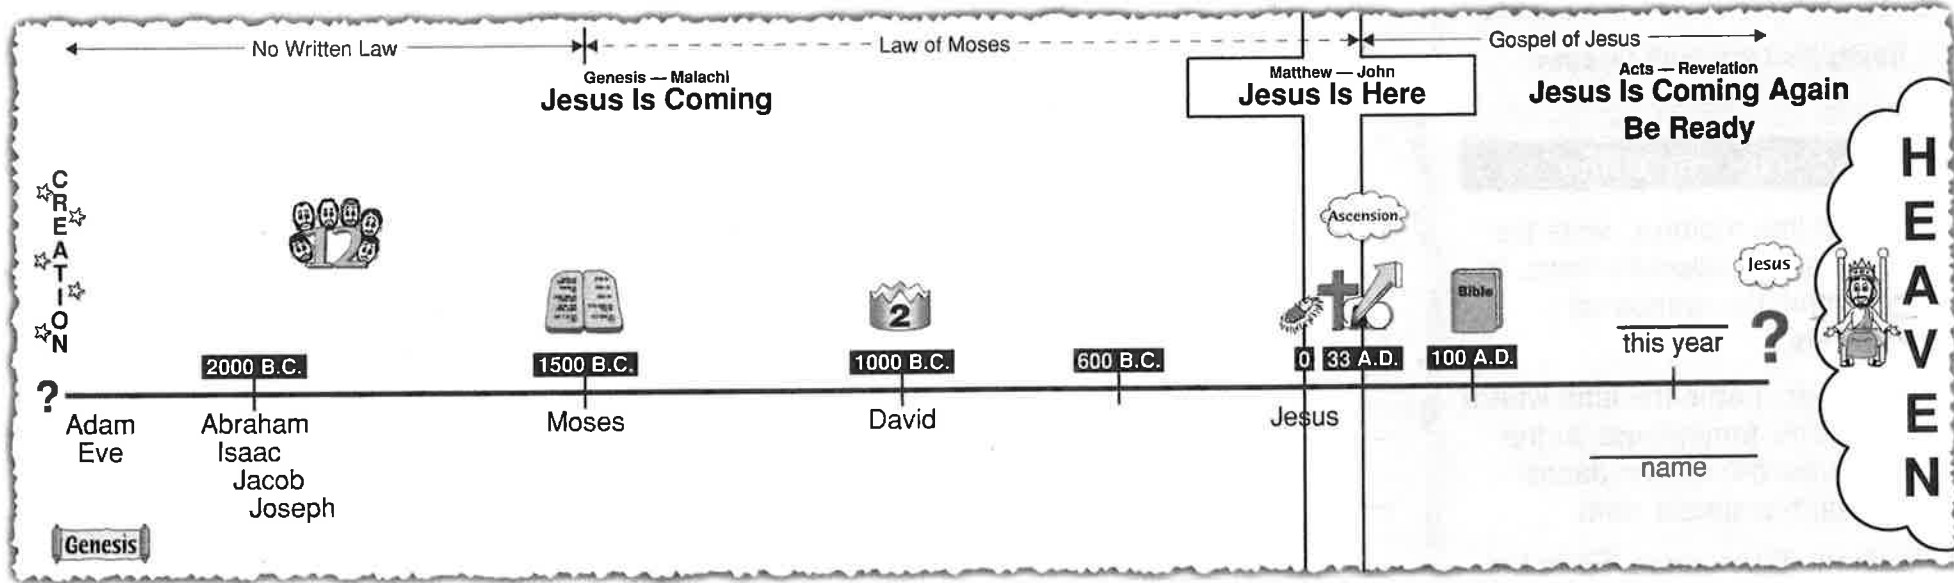 No Written Law
Law of Moses
Gospel of Jesus
Genesis — Malachi
Jesus Is Coming
Matthew — John
Jesus Is Here
Acts — Revelation
Jesus Is Coming Again
Be Ready
CREATION
12
Ascension
Jesus
Bible
2
HEAVEN
2000 B.C.
1500 B.C.
1000 B.C.
600 B.C.
0
33 A.D.
100 A.D.
this year
?
?
Adam
Eve
Abraham
Isaac
Jacob
Joseph
Moses
David
Jesus
name
Genesis